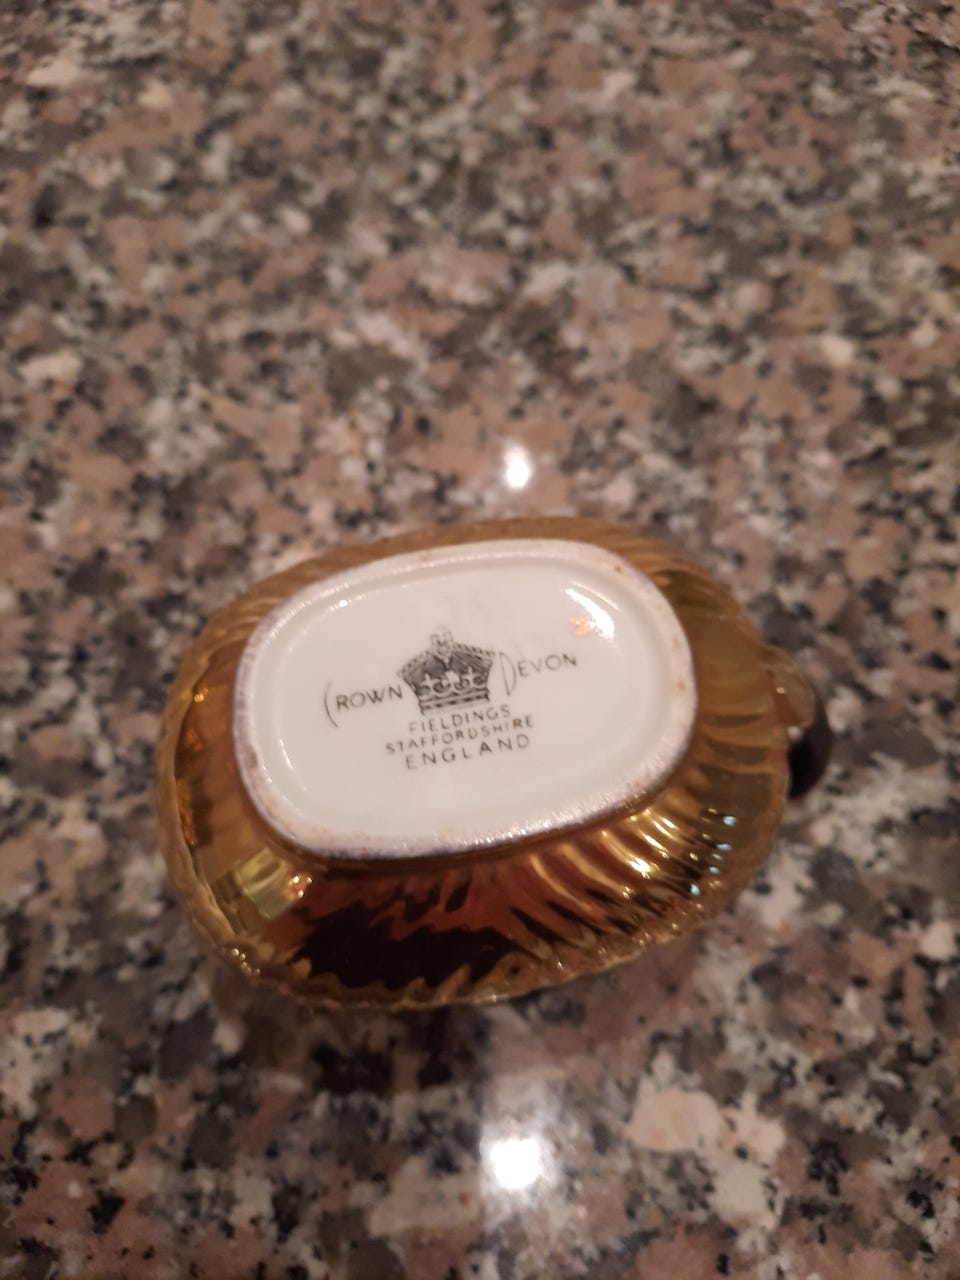 CROWN DEVON
FIELDINGS
STAFFORDSHIRE
ENGLAND